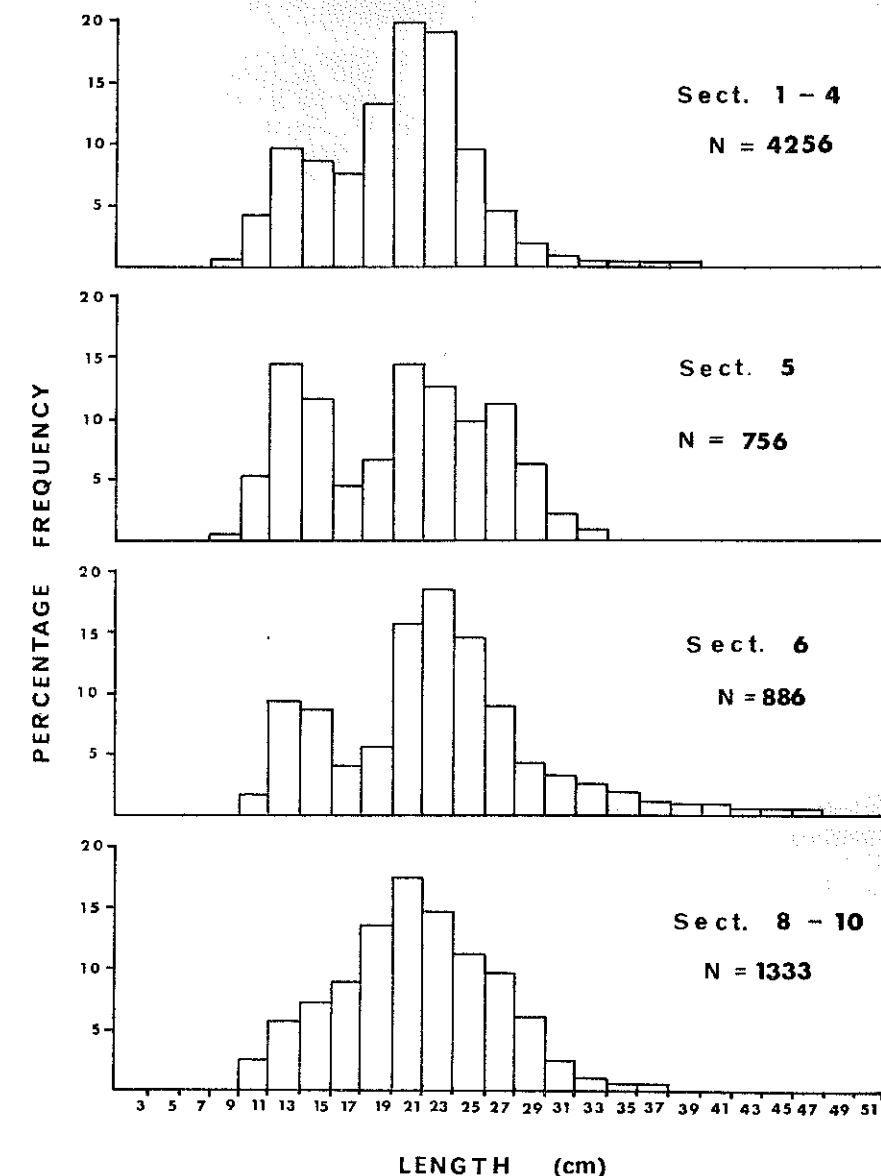 20
15
10
5
Sect. 1 – 4
N = 4256
20
15
10
5
Sect. 5
N = 756
20
15
10
5
Sect. 6
N = 886
20
15
10
5
Sect. 8 – 10
N = 1333
3 5 7 9 11 13 15 17 19 21 23 25 27 29 31 33 35 37 39 41 43 45 47 49 51
LENGTH (cm)
PERCENTAGE FREQUENCY